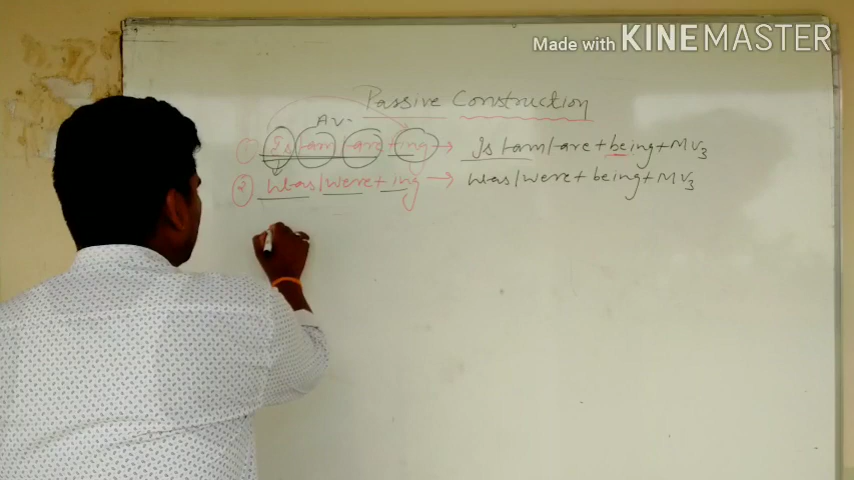 Made with KINEMASTER
Passive Construction
A.V.
① Is/am/are + ing → Is/am/are + being + MV3
② Was/were + ing → Was/were + being + MV3